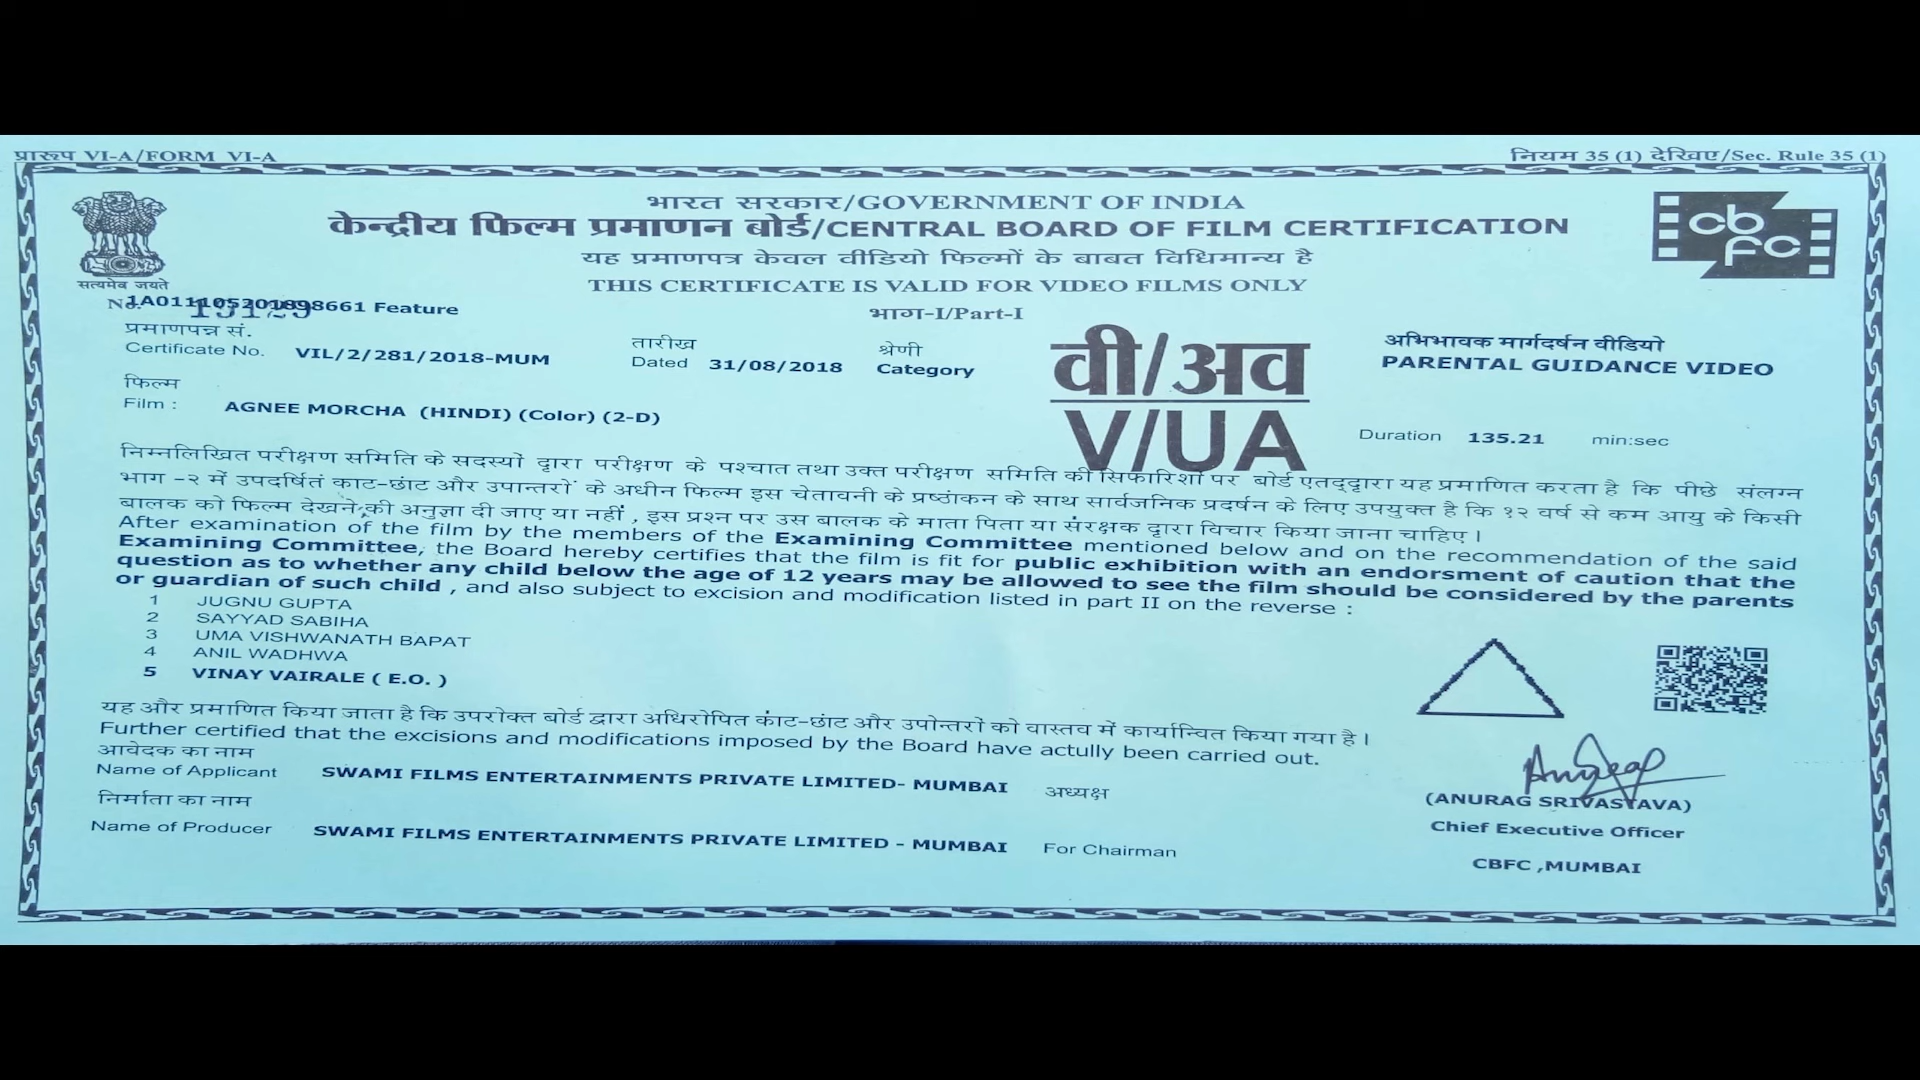 प्रारूप VI-A/FORM VI-A
नियम 35 (1) देखिए/Sec. Rule 35 (1)
भारत सरकार/GOVERNMENT OF INDIA
केन्द्रीय फिल्म प्रमाणन बोर्ड/CENTRAL BOARD OF FILM CERTIFICATION
cbfc
यह प्रमाणपत्र केवल वीडियो फिल्मों के बाबत विधिमान्य है
सत्यमेव जयते
THIS CERTIFICATE IS VALID FOR VIDEO FILMS ONLY
No. 1A011105201898661 Feature
भाग-I/Part-I
प्रमाणपत्र सं.
Certificate No. VIL/2/281/2018-MUM
तारीख
Dated 31/08/2018
श्रेणी
Category
वी/अव
V/UA
अभिभावक मार्गदर्षन वीडियो
PARENTAL GUIDANCE VIDEO
फिल्म
Film : AGNEE MORCHA (HINDI) (Color) (2-D)
Duration 135.21 min:sec
निम्नलिखित परीक्षण समिति के सदस्यों द्वारा परीक्षण के पश्चात तथा उक्त परीक्षण समिति की सिफारिशों पर बोर्ड एतद्द्वारा यह प्रमाणित करता है कि पीछे संलग्न
भाग -२ में उपदर्षितं काट-छांट और उपान्तरों के अधीन फिल्म इस चेतावनी के प्रष्ठांकन के साथ सार्वजनिक प्रदर्षन के लिए उपयुक्त है कि १२ वर्ष से कम आयु के किसी
बालक को फिल्म देखने की अनुज्ञा दी जाए या नहीं , इस प्रश्न पर उस बालक के माता पिता या संरक्षक द्वारा विचार किया जाना चाहिए ।
After examination of the film by the members of the Examining Committee mentioned below and on the recommendation of the said
Examining Committee, the Board hereby certifies that the film is fit for public exhibition with an endorsment of caution that the
question as to whether any child below the age of 12 years may be allowed to see the film should be considered by the parents
or guardian of such child , and also subject to excision and modification listed in part II on the reverse :
1 JUGNU GUPTA
2 SAYYAD SABIHA
3 UMA VISHWANATH BAPAT
4 ANIL WADHWA
5 VINAY VAIRALE ( E.O. )
यह और प्रमाणित किया जाता है कि उपरोक्त बोर्ड द्वारा अधिरोपित कांट-छांट और उपोन्तरों को वास्तव में कार्यान्वित किया गया है ।
Further certified that the excisions and modifications imposed by the Board have actully been carried out.
आवेदक का नाम
Name of Applicant SWAMI FILMS ENTERTAINMENTS PRIVATE LIMITED- MUMBAI
अध्यक्ष
निर्माता का नाम
Name of Producer SWAMI FILMS ENTERTAINMENTS PRIVATE LIMITED - MUMBAI
For Chairman
(ANURAG SRIVASTAVA)
Chief Executive Officer
CBFC ,MUMBAI